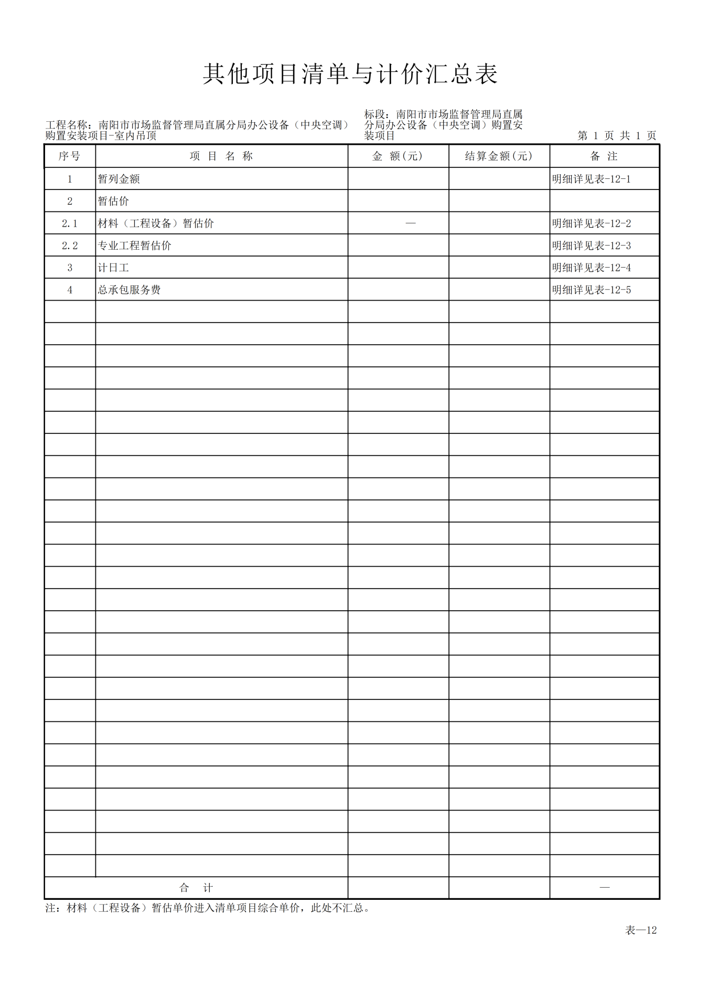 其他项目清单与计价汇总表
工程名称：南阳市市场监督管理局直属分局办公设备（中央空调）
购置安装项目-室内吊顶
标段：南阳市市场监督管理局直属
分局办公设备（中央空调）购置安
装项目
第 1 页 共 1 页
序号 项 目 名 称 金 额(元) 结算金额(元) 备 注
1 暂列金额 明细详见表-12-1
2 暂估价
2.1 材料（工程设备）暂估价 — 明细详见表-12-2
2.2 专业工程暂估价 明细详见表-12-3
3 计日工 明细详见表-12-4
4 总承包服务费 明细详见表-12-5
合 计 —
注：材料（工程设备）暂估单价进入清单项目综合单价，此处不汇总。
表—12